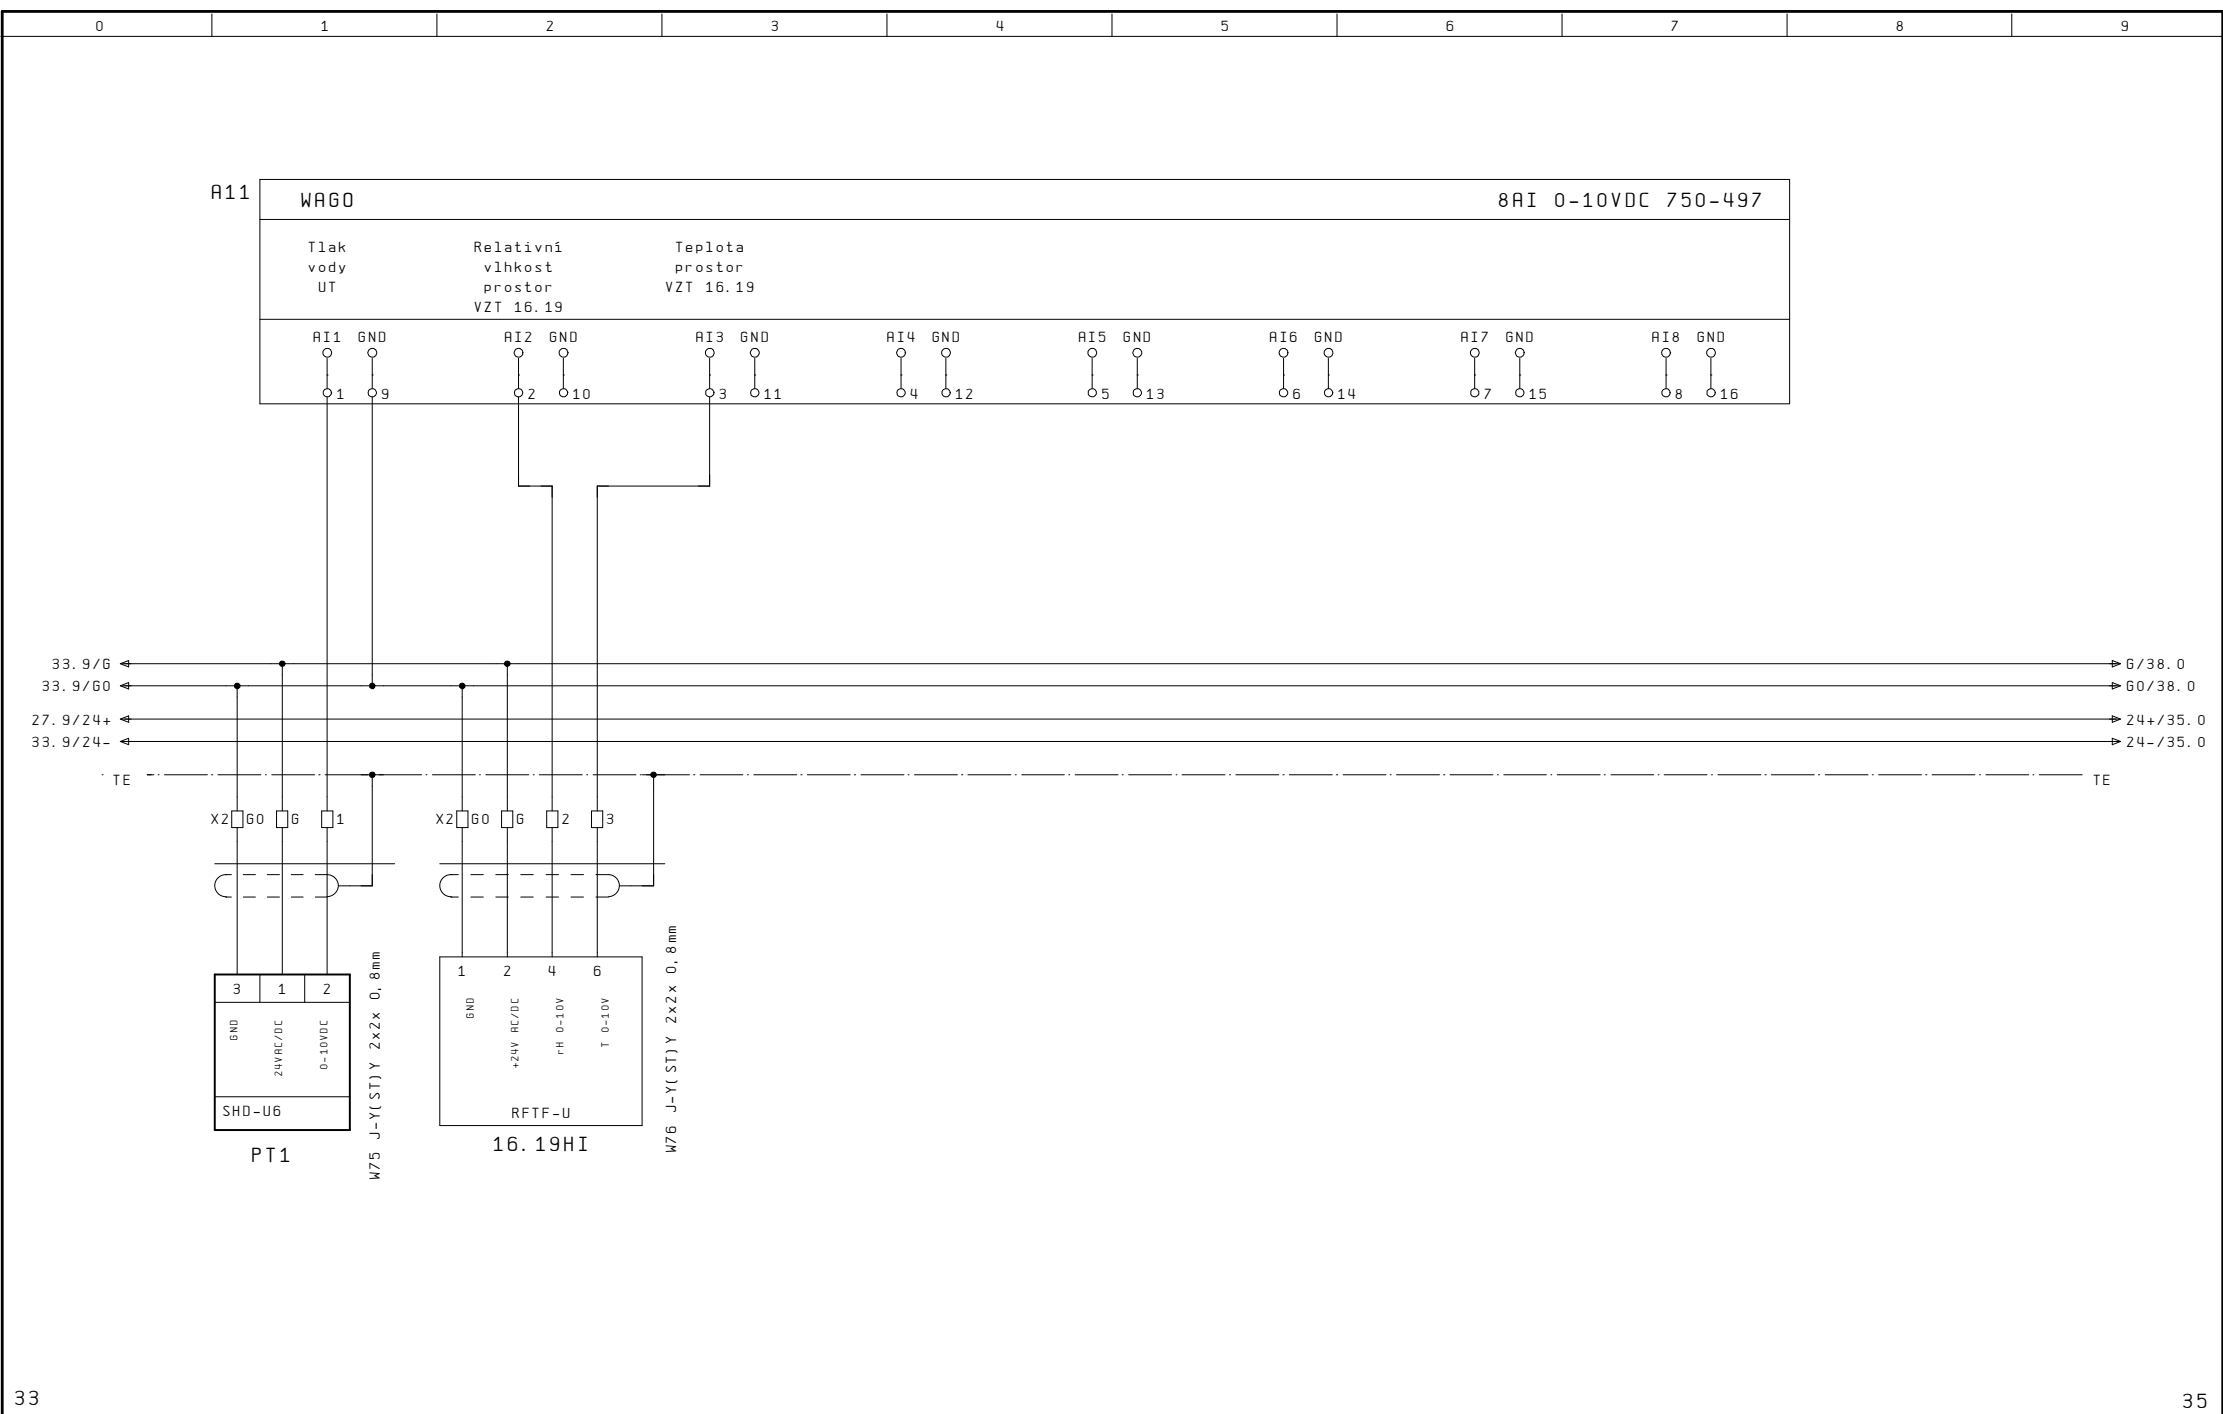 0 1 2 3 4 5 6 7 8 9
A11 WAGO 8AI 0-10VDC 750-497
Tlak
vody
UT
Relativní
vlhkost
prostor
VZT 16.19
Teplota
prostor
VZT 16.19
AI1 GND AI2 GND AI3 GND AI4 GND AI5 GND AI6 GND AI7 GND AI8 GND
1 9 2 10 3 11 4 12 5 13 6 14 7 15 8 16
33.9/G G/38.0
33.9/G0 G0/38.0
27.9/24+ 24+/35.0
33.9/24- 24-/35.0
TE TE
X2 G0 G 1 X2 G0 G 2 3
3 1 2
GND
24VAC/DC
0-10VDC
SHD-U6
PT1
W75 J-Y(ST)Y 2x2x 0,8mm
1 2 4 6
GND
+24V AC/DC
rH 0-10V
T 0-10V
RFTF-U
16.19HI
W76 J-Y(ST)Y 2x2x 0,8mm
33 35